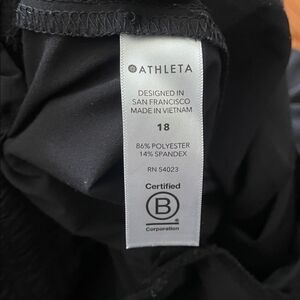 ATHLETA
DESIGNED IN
SAN FRANCISCO
MADE IN VIETNAM
18
86% POLYESTER
14% SPANDEX
RN 54023
Certified
B
Corporation